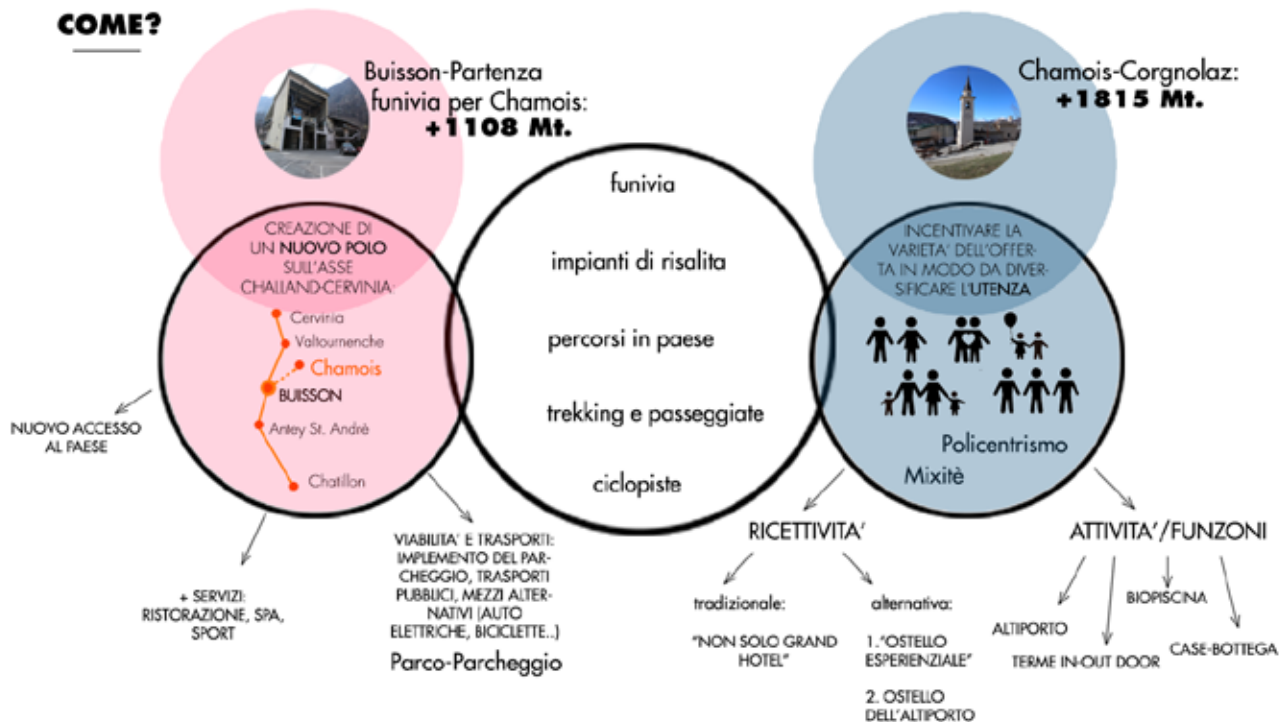 COME?
Buisson-Partenza
funivia per Chamois:
+1108 Mt.
Chamois-Corgnolaz:
+1815 Mt.
CREAZIONE DI
UN NUOVO POLO
SULL'ASSE
CHALLAND-CERVINIA:
Cervinia
Valtournenche
Chamois
BUISSON
Antey St. Andrè
Chatillon
funivia
impianti di risalita
percorsi in paese
trekking e passeggiate
ciclopiste
INCENTIVARE LA
VARIETA' DELL'OFFER-
TA IN MODO DA DIVER-
SIFICARE L'UTENZA
Policentrismo
Mixitè
NUOVO ACCESSO
AL PAESE
+ SERVIZI:
RISTORAZIONE, SPA,
SPORT
VIABILITA' E TRASPORTI:
IMPLEMENTO DEL PAR-
CHEGGIO, TRASPORTI
PUBBLICI, MEZZI ALTER-
NATIVI (AUTO
ELETTRICHE, BICICLETTE..)
Parco-Parcheggio
RICETTIVITA'
tradizionale:
"NON SOLO GRAND
HOTEL"
alternativa:
1."OSTELLO
ESPERIENZIALE"
2. OSTELLO
DELL'ALTIPORTO
ATTIVITA'/FUNZONI
ALTIPORTO
TERME IN-OUT DOOR
BIOPISCINA
CASE-BOTTEGA